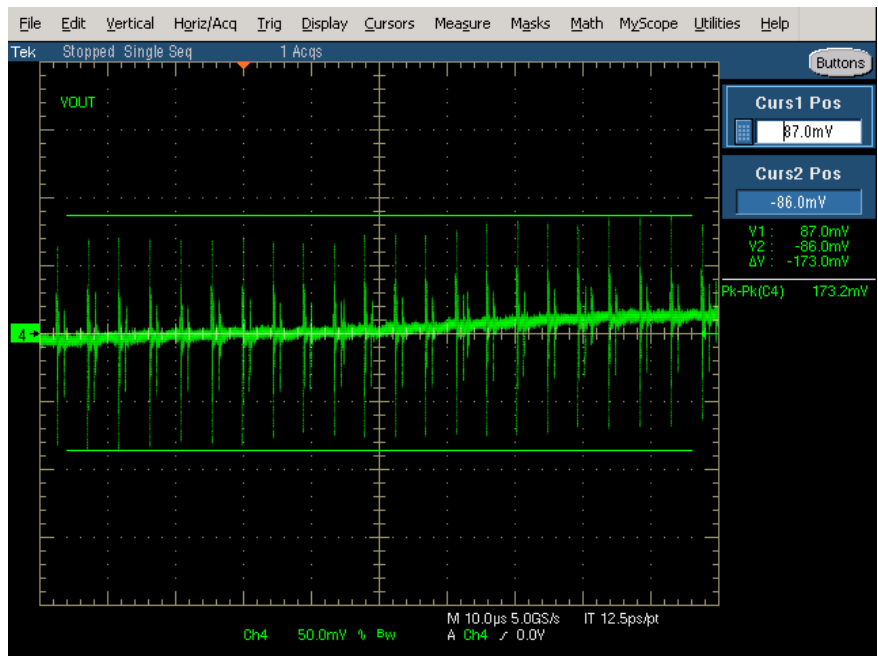 File Edit Vertical Horiz/Acq Trig Display Cursors Measure Masks Math MyScope Utilities Help
Tek Stopped Single Seq 1 Acqs
Buttons
VOUT
Curs1 Pos
87.0mV
Curs2 Pos
-86.0mV
V1 : 87.0mV
V2 : -86.0mV
ΔV : -173.0mV
Pk-Pk(C4) 173.2mV
4
M 10.0µs 5.0GS/s IT 12.5ps/pt
Ch4 50.0mV Bw A Ch4 0.0V